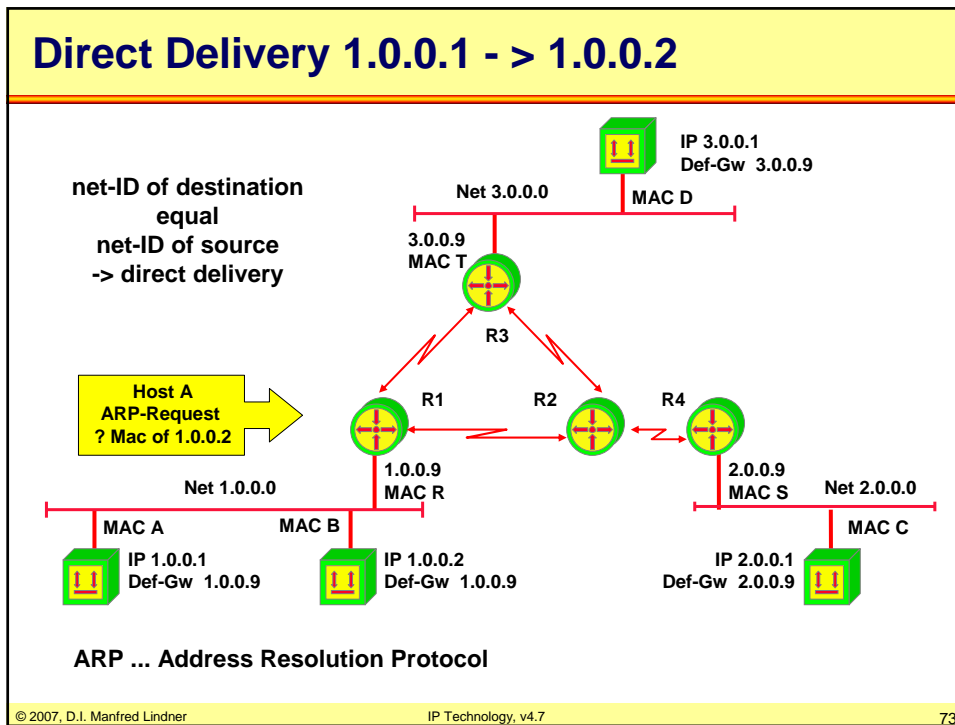 Direct Delivery 1.0.0.1 - > 1.0.0.2
IP 3.0.0.1
Def-Gw 3.0.0.9
net-ID of destination
equal
net-ID of source
-> direct delivery
Net 3.0.0.0
MAC D
3.0.0.9
MAC T
R3
Host A
ARP-Request
? Mac of 1.0.0.2
R1
R2
R4
1.0.0.9
MAC R
2.0.0.9
MAC S
Net 1.0.0.0
Net 2.0.0.0
MAC A
MAC B
MAC C
IP 1.0.0.1
Def-Gw 1.0.0.9
IP 1.0.0.2
Def-Gw 1.0.0.9
IP 2.0.0.1
Def-Gw 2.0.0.9
ARP ... Address Resolution Protocol
© 2007, D.I. Manfred Lindner
IP Technology, v4.7
73